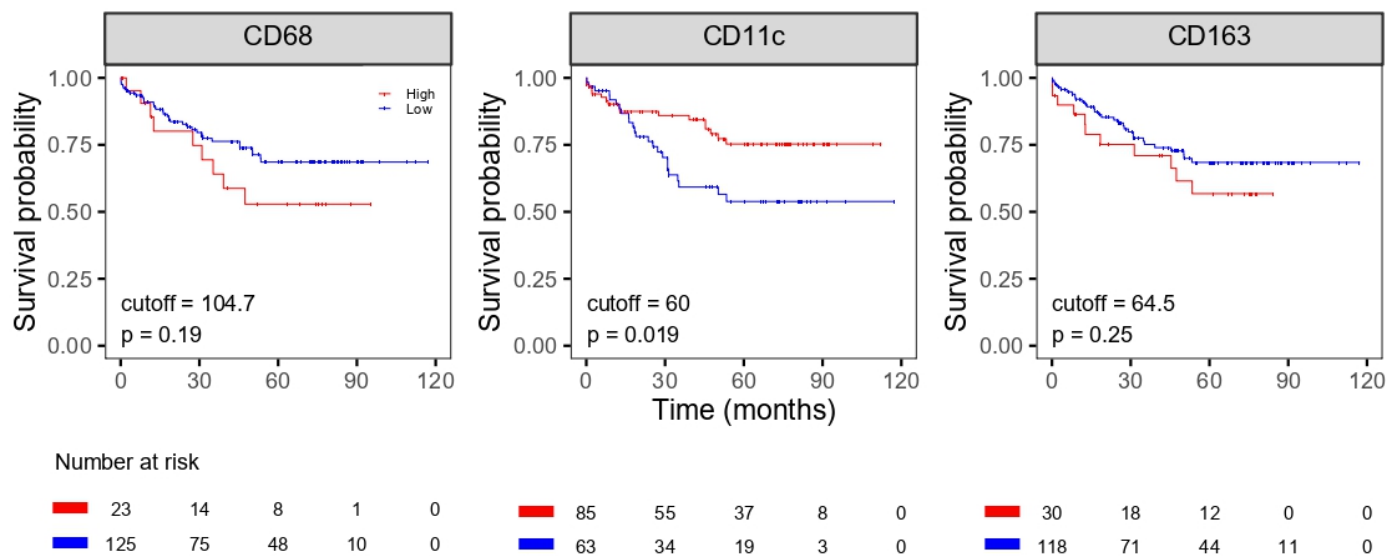 CD68
CD11c
CD163
Survival probability
1.00
0.75
0.50
0.25
0.00
High
Low
cutoff = 104.7
p = 0.19
0 30 60 90 120
Survival probability
1.00
0.75
0.50
0.25
0.00
cutoff = 60
p = 0.019
0 30 60 90 120
Survival probability
1.00
0.75
0.50
0.25
0.00
cutoff = 64.5
p = 0.25
0 30 60 90 120
Time (months)
Number at risk
23 14 8 1 0
125 75 48 10 0
85 55 37 8 0
63 34 19 3 0
30 18 12 0 0
118 71 44 11 0